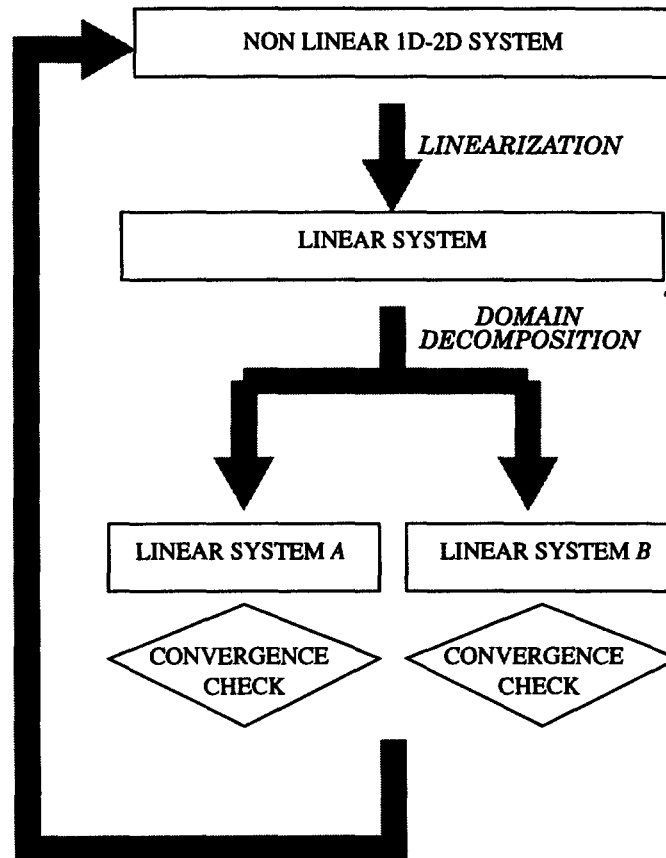 NON LINEAR 1D-2D SYSTEM
LINEARIZATION
LINEAR SYSTEM
DOMAIN
DECOMPOSITION
LINEAR SYSTEM A
LINEAR SYSTEM B
CONVERGENCE
CHECK
CONVERGENCE
CHECK